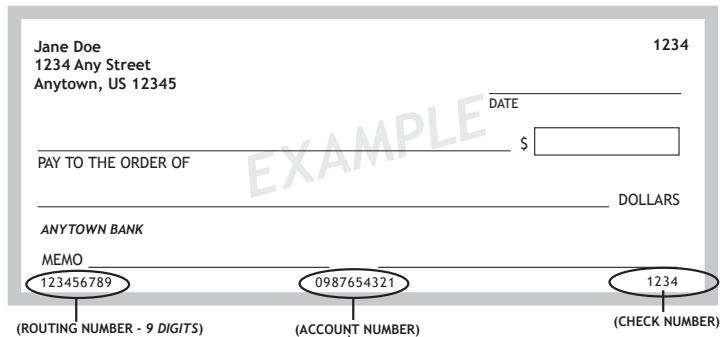 Jane Doe
1234
1234 Any Street
Anytown, US 12345
DATE
EXAMPLE
$
PAY TO THE ORDER OF
DOLLARS
ANYTOWN BANK
MEMO
123456789
0987654321
1234
(ROUTING NUMBER - 9 DIGITS)
(ACCOUNT NUMBER)
(CHECK NUMBER)